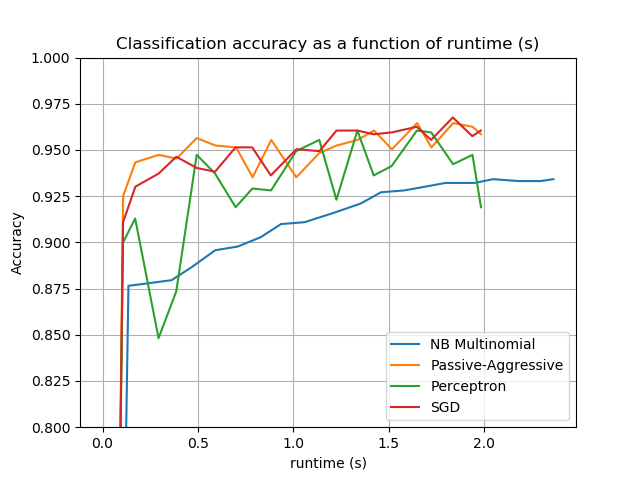 Classification accuracy as a function of runtime (s)
1.000
0.975
0.950
0.925
0.900
0.875
0.850
0.825
0.800
Accuracy
NB Multinomial
Passive-Aggressive
Perceptron
SGD
0.0 0.5 1.0 1.5 2.0
runtime (s)